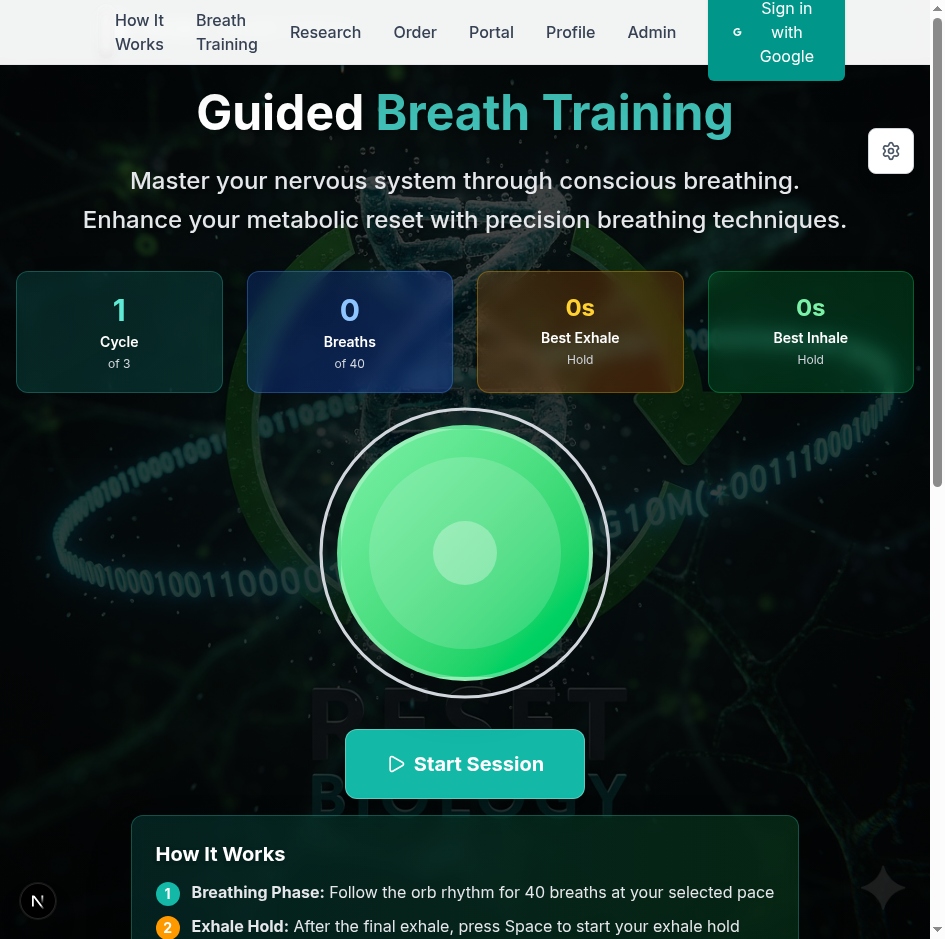 How It Works
Breath Training
Research
Order
Portal
Profile
Admin
G Sign in with Google
Guided Breath Training
Master your nervous system through conscious breathing.
Enhance your metabolic reset with precision breathing techniques.
1
Cycle
of 3
0
Breaths
of 40
0s
Best Exhale
Hold
0s
Best Inhale
Hold
RESET
Start Session
BIOLOGY
How It Works
1 Breathing Phase: Follow the orb rhythm for 40 breaths at your selected pace
2 Exhale Hold: After the final exhale, press Space to start your exhale hold
N